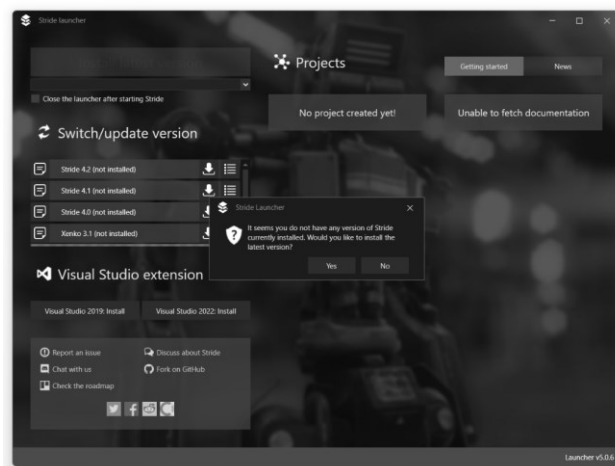 Stride launcher
Close the launcher after starting Stride
Switch/update version
Stride 4.2 (not installed)
Stride 4.1 (not installed)
Stride 4.0 (not installed)
Xenko 3.1 (not installed)
Visual Studio extension
Visual Studio 2019: Install
Visual Studio 2022: Install
Report an issue
Discuss about Stride
Chat with us
Fork on GitHub
Check the roadmap
Projects
No project created yet!
Getting started
News
Unable to fetch documentation
Stride Launcher
It seems you do not have any version of Stride
currently installed. Would you like to install the
latest version?
Yes
No
Launcher v5.0.6